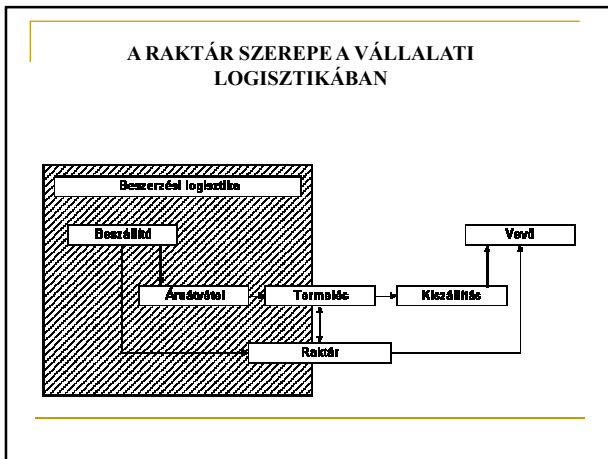 A RAKTÁR SZEREPE A VÁLLALATI
LOGISZTIKÁBAN
Beszerzési logisztika
Beszállító
Vevő
Áruátvétel
Termelés
Kiszállítás
Raktár